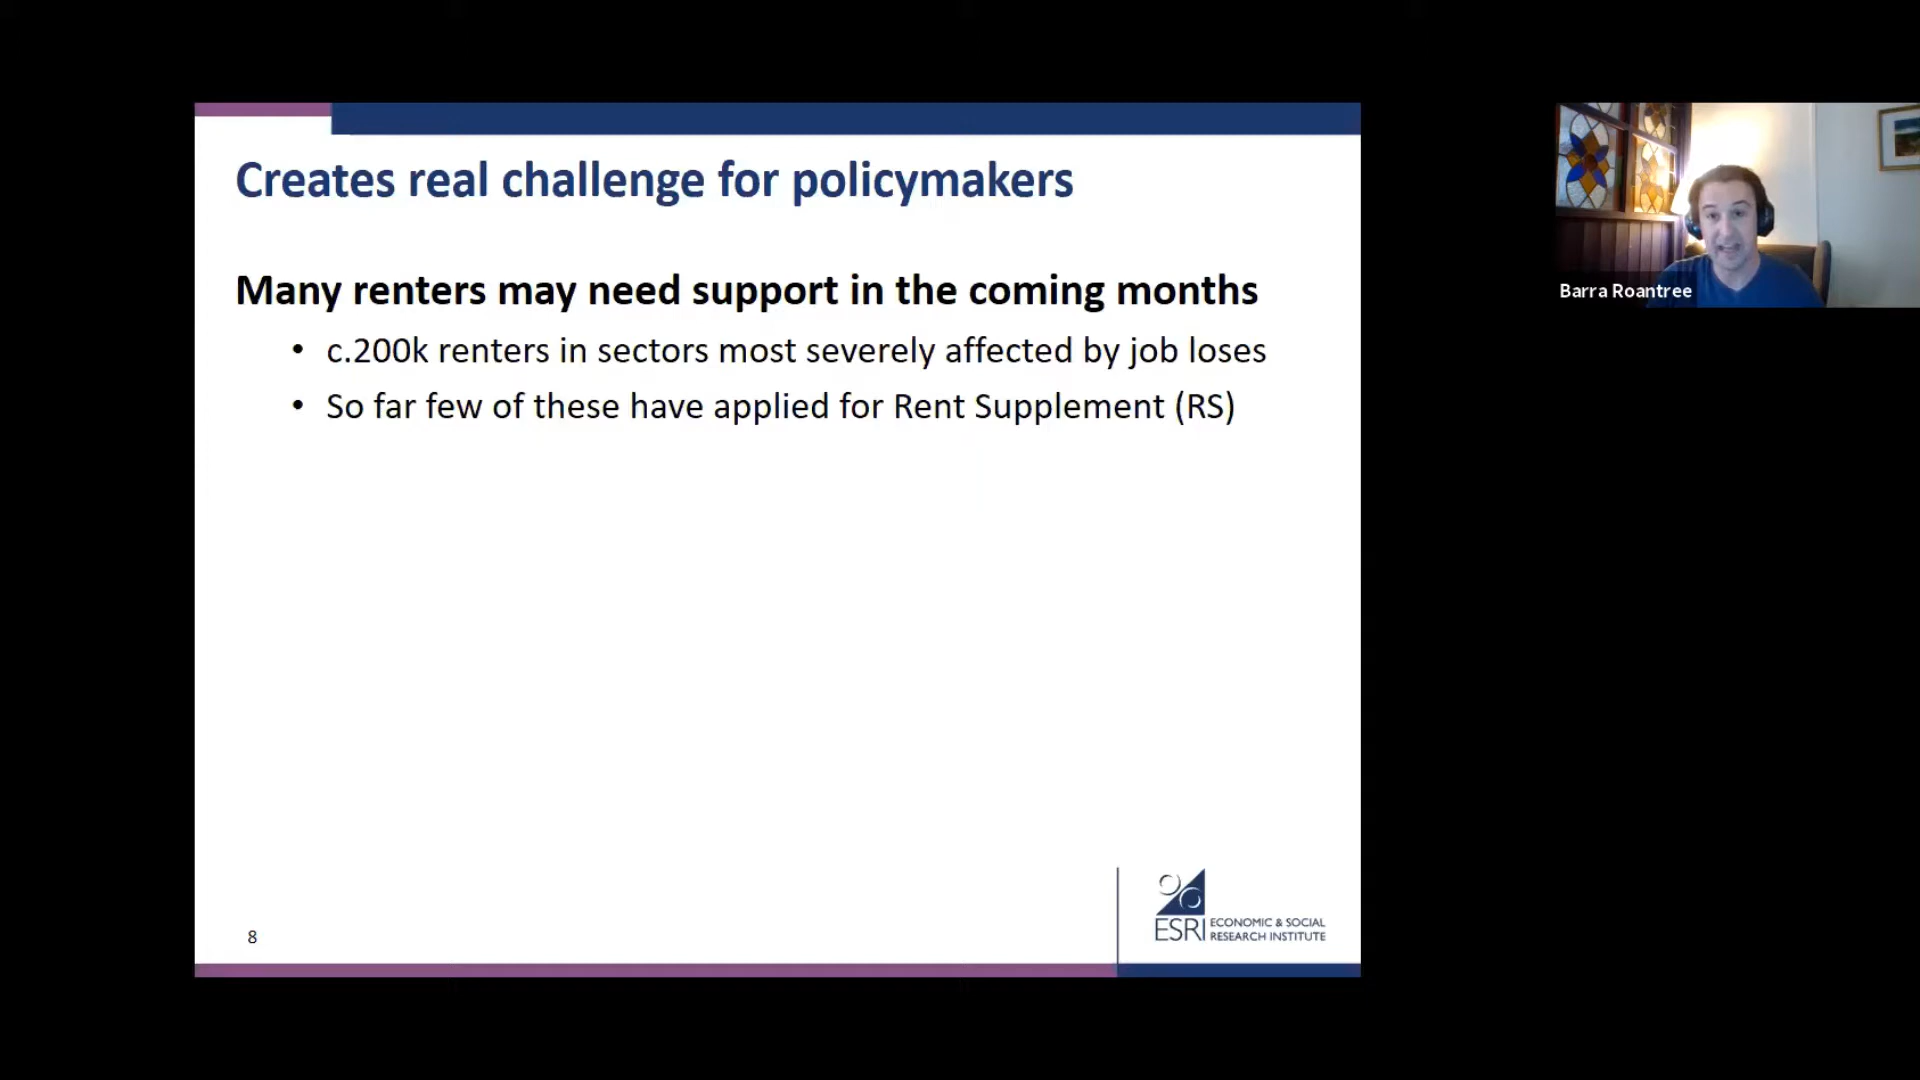 Creates real challenge for policymakers
Many renters may need support in the coming months
• c.200k renters in sectors most severely affected by job loses
• So far few of these have applied for Rent Supplement (RS)
8
ESRI ECONOMIC & SOCIAL
RESEARCH INSTITUTE
Barra Roantree